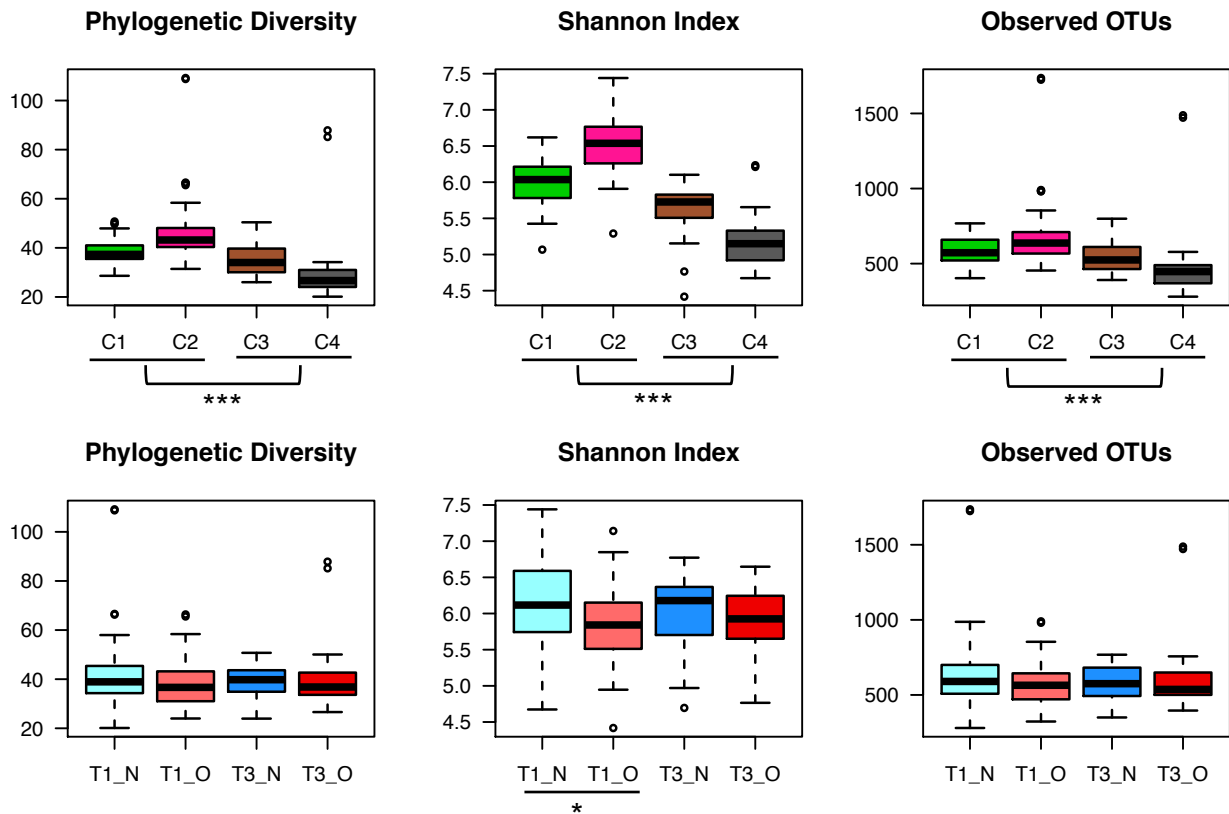 Phylogenetic Diversity Shannon Index Observed OTUs
100 7.5 1500
80 7.0
60 6.5 1000
40 6.0
20 5.5 500
5.0
4.5
C1 C2 C3 C4 C1 C2 C3 C4 C1 C2 C3 C4
*** *** ***
Phylogenetic Diversity Shannon Index Observed OTUs
100 7.5 1500
80 7.0
60 6.5 1000
40 6.0
20 5.5 500
5.0
4.5
T1_N T1_O T3_N T3_O T1_N T1_O T3_N T3_O T1_N T1_O T3_N T3_O
*